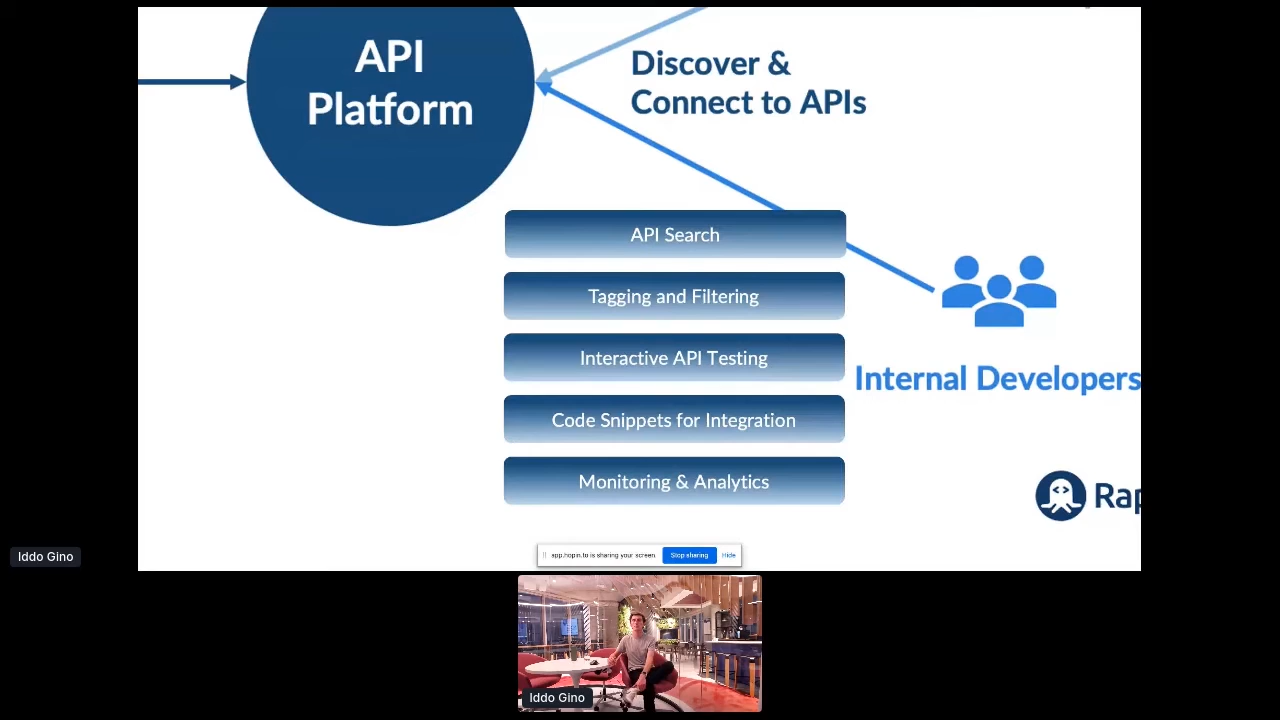 API
Platform
Discover &
Connect to APIs
API Search
Tagging and Filtering
Interactive API Testing
Code Snippets for Integration
Monitoring & Analytics
Internal Developers
Rap
app.hopin.to is sharing your screen.
Stop sharing
Hide
Iddo Gino
Iddo Gino